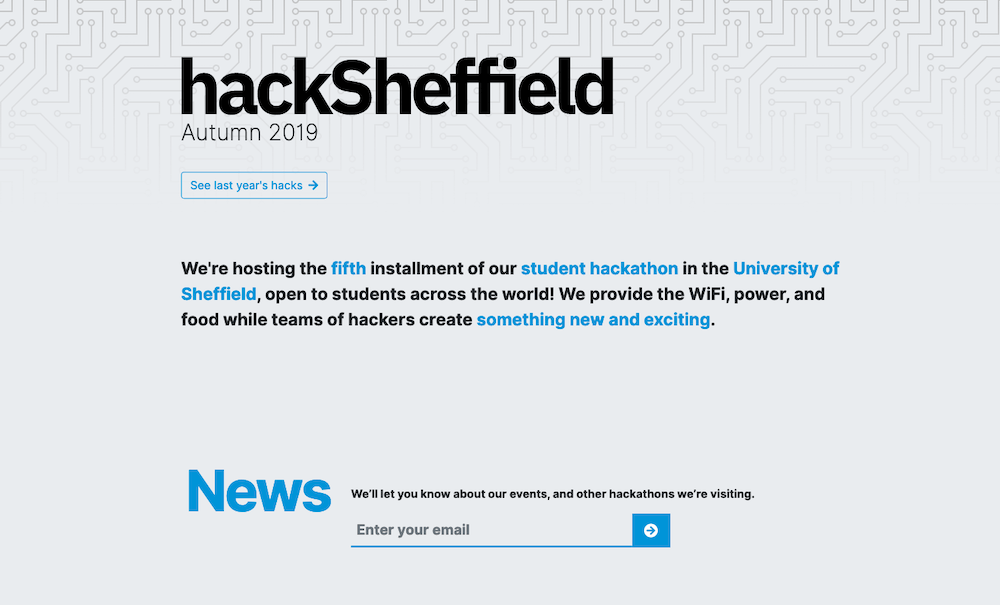 hackSheffield
Autumn 2019
See last year's hacks
We're hosting the fifth installment of our student hackathon in the University of
Sheffield, open to students across the world! We provide the WiFi, power, and
food while teams of hackers create something new and exciting.
News
We’ll let you know about our events, and other hackathons we’re visiting.
Enter your email